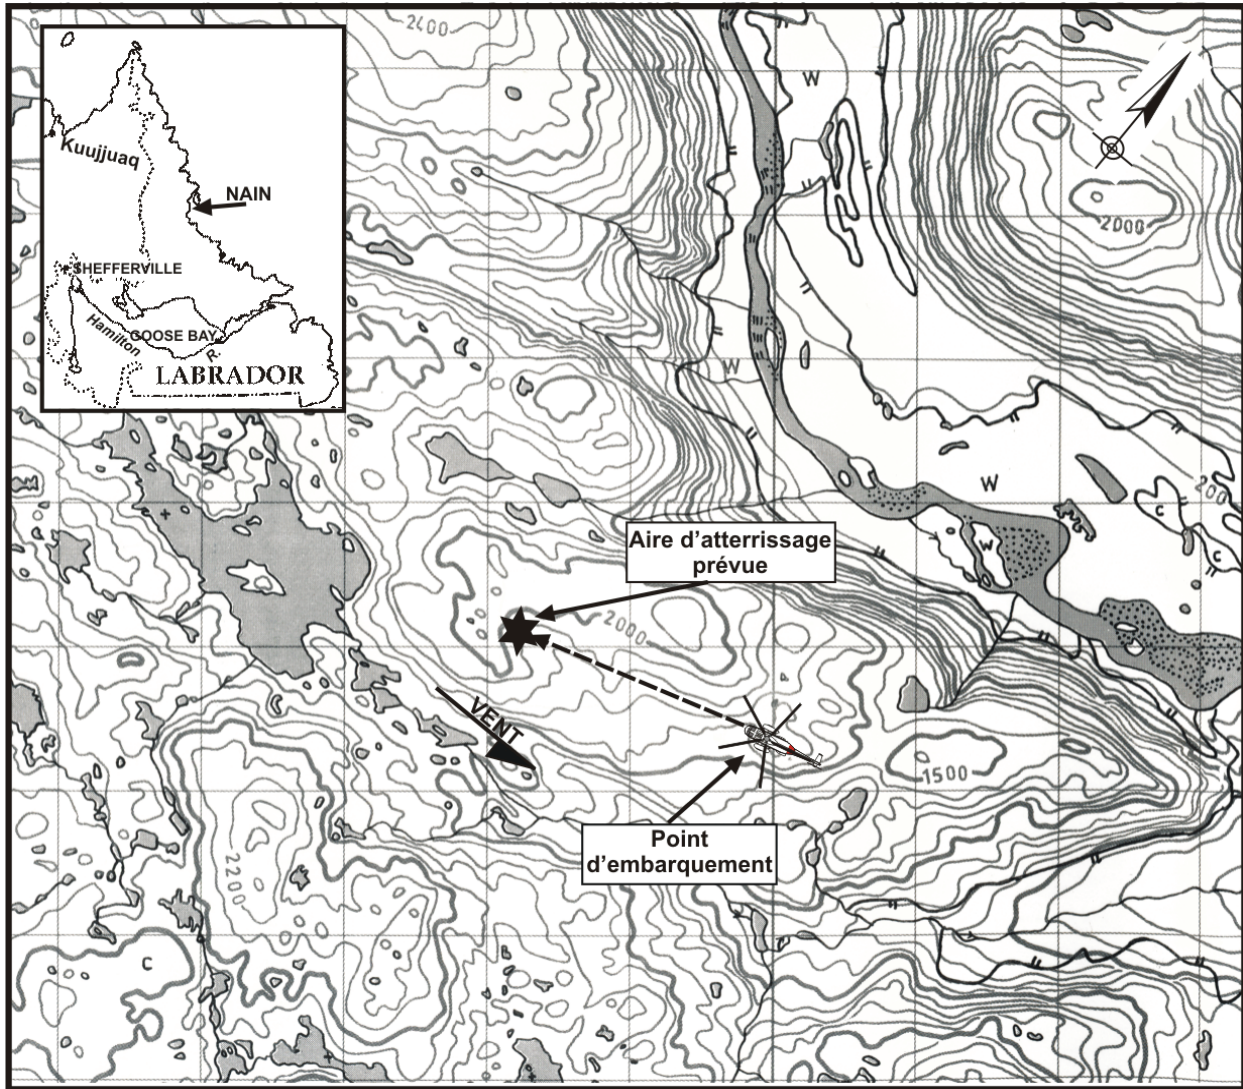 2400
W
Kuujjuaq
NAIN
2000
SHEFFERVILLE
Hamilton
GOOSE BAY
R.
LABRADOR
W
W
200
C
C
W
Aire d'atterrissage
prévue
2000
VENT
1500
Point
d'embarquement
2200
C